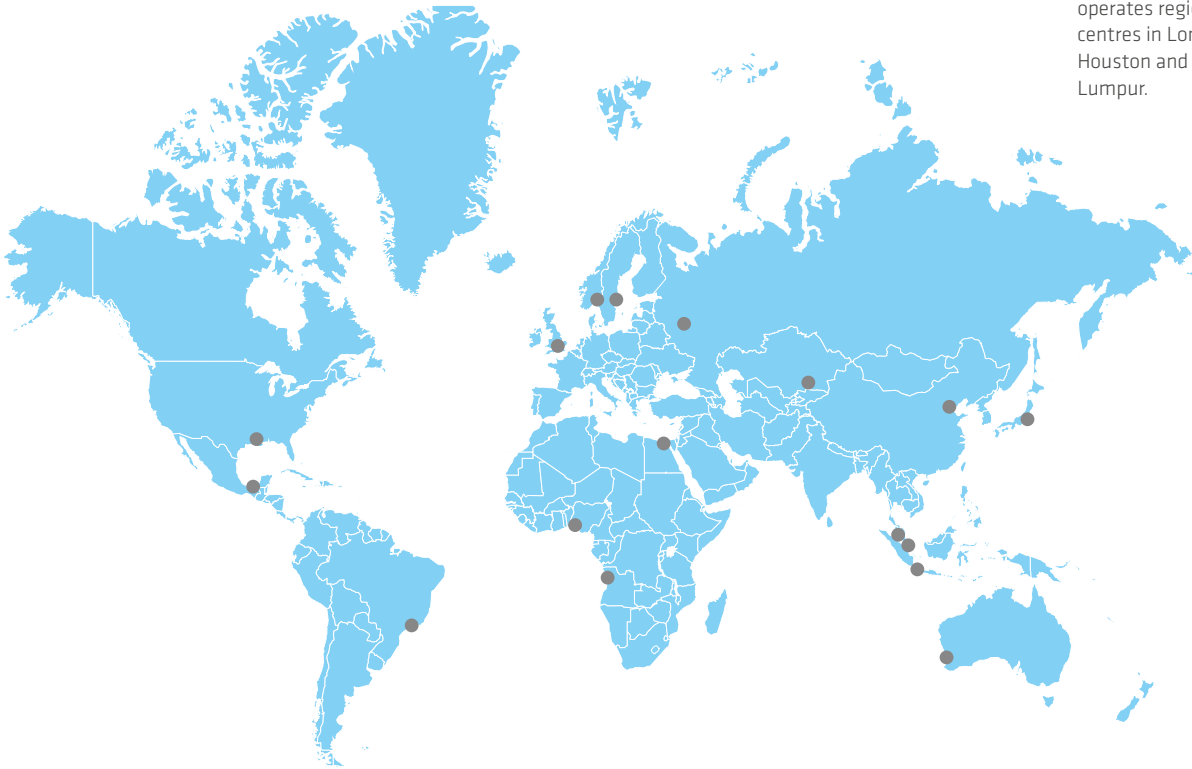 operates regi
centres in Lon
Houston and
Lumpur.